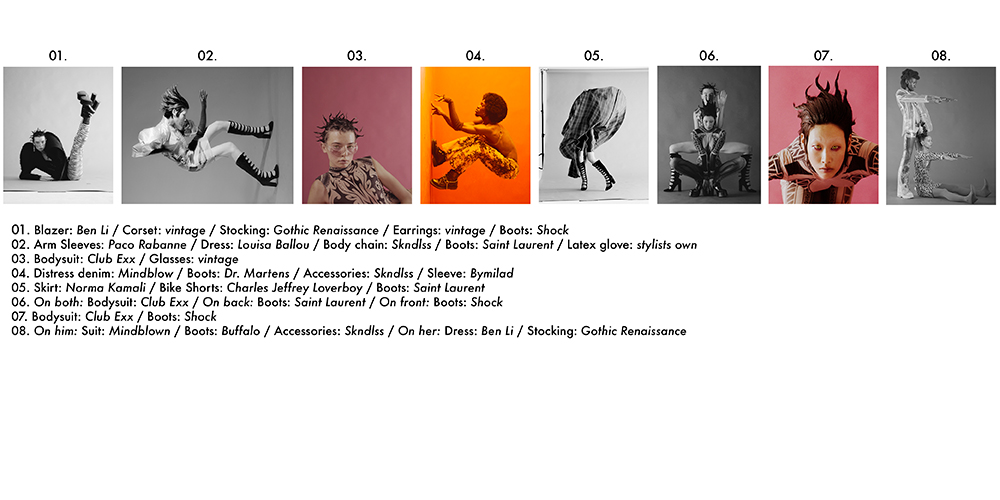 01. 02. 03. 04. 05. 06. 07. 08.
01. Blazer: Ben Li / Corset: vintage / Stocking: Gothic Renaissance / Earrings: vintage / Boots: Shock
02. Arm Sleeves: Paco Rabanne / Dress: Louisa Ballou / Body chain: Skndlss / Boots: Saint Laurent / Latex glove: stylists own
03. Bodysuit: Club Exx / Glasses: vintage
04. Distress denim: Mindblow / Boots: Dr. Martens / Accessories: Skndlss / Sleeve: Bymilad
05. Skirt: Norma Kamali / Bike Shorts: Charles Jeffrey Loverboy / Boots: Saint Laurent
06. On both: Bodysuit: Club Exx / On back: Boots: Saint Laurent / On front: Boots: Shock
07. Bodysuit: Club Exx / Boots: Shock
08. On him: Suit: Mindblown / Boots: Buffalo / Accessories: Skndlss / On her: Dress: Ben Li / Stocking: Gothic Renaissance